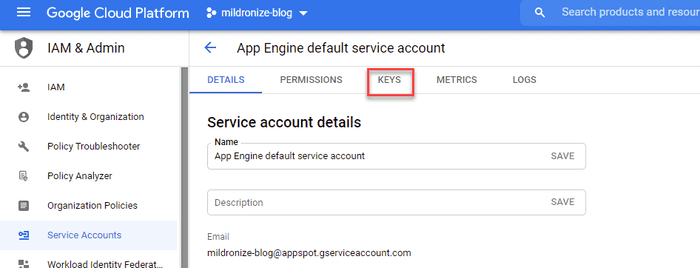 Google Cloud Platform
mildronize-blog
Search products and resour
IAM & Admin
App Engine default service account
DETAILS
PERMISSIONS
KEYS
METRICS
LOGS
IAM
Identity & Organization
Policy Troubleshooter
Policy Analyzer
Organization Policies
Service Accounts
Workload Identity Federat...
Service account details
Name
App Engine default service account
SAVE
Description
SAVE
Email
mildronize-blog@appspot.gserviceaccount.com